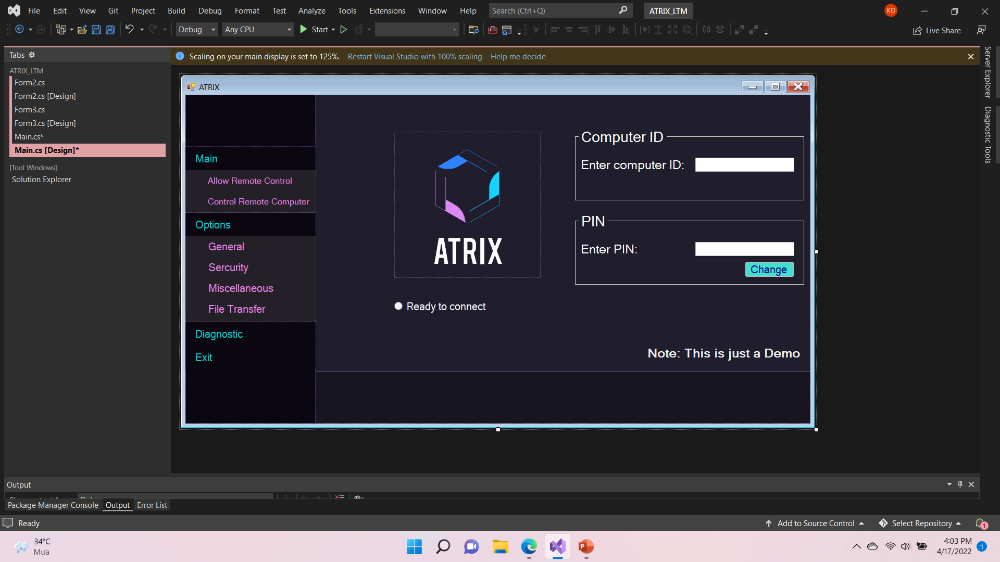 File Edit View Git Project Build Debug Format Test Analyze Tools Extensions Window Help Search (Ctrl+Q) ATRIX_LTM KĐ
Debug Any CPU Start Live Share
Tabs
ATRIX_LTM
Form2.cs
Form2.cs [Design]
Form3.cs
Form3.cs [Design]
Main.cs*
Main.cs [Design]*
[Tool Windows]
Solution Explorer
Scaling on your main display is set to 125%. Restart Visual Studio with 100% scaling Help me decide
Server Explorer
Diagnostic Tools
ATRIX
Main
Allow Remote Control
Control Remote Computer
Options
General
Sercurity
Miscellaneous
File Transfer
Diagnostic
Exit
ATRIX
Ready to connect
Computer ID
Enter computer ID:
PIN
Enter PIN:
Change
Note: This is just a Demo
Output
Package Manager Console Output Error List
Ready Add to Source Control Select Repository 1
34°C
Mưa
P
4:03 PM
4/17/2022
1